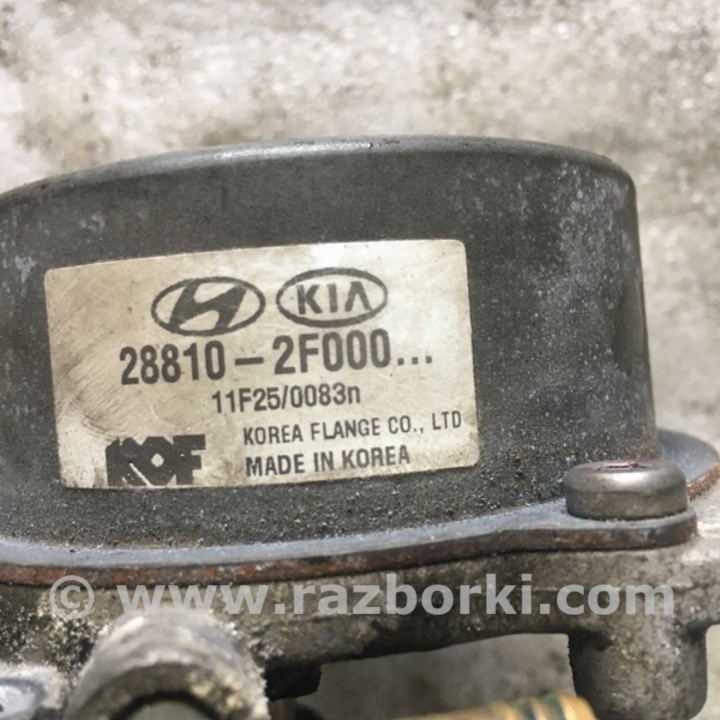 KIA
28810-2F000...
11F25/0083n
KOF KOREA FLANGE CO., LTD
MADE IN KOREA
© www.razborki.com